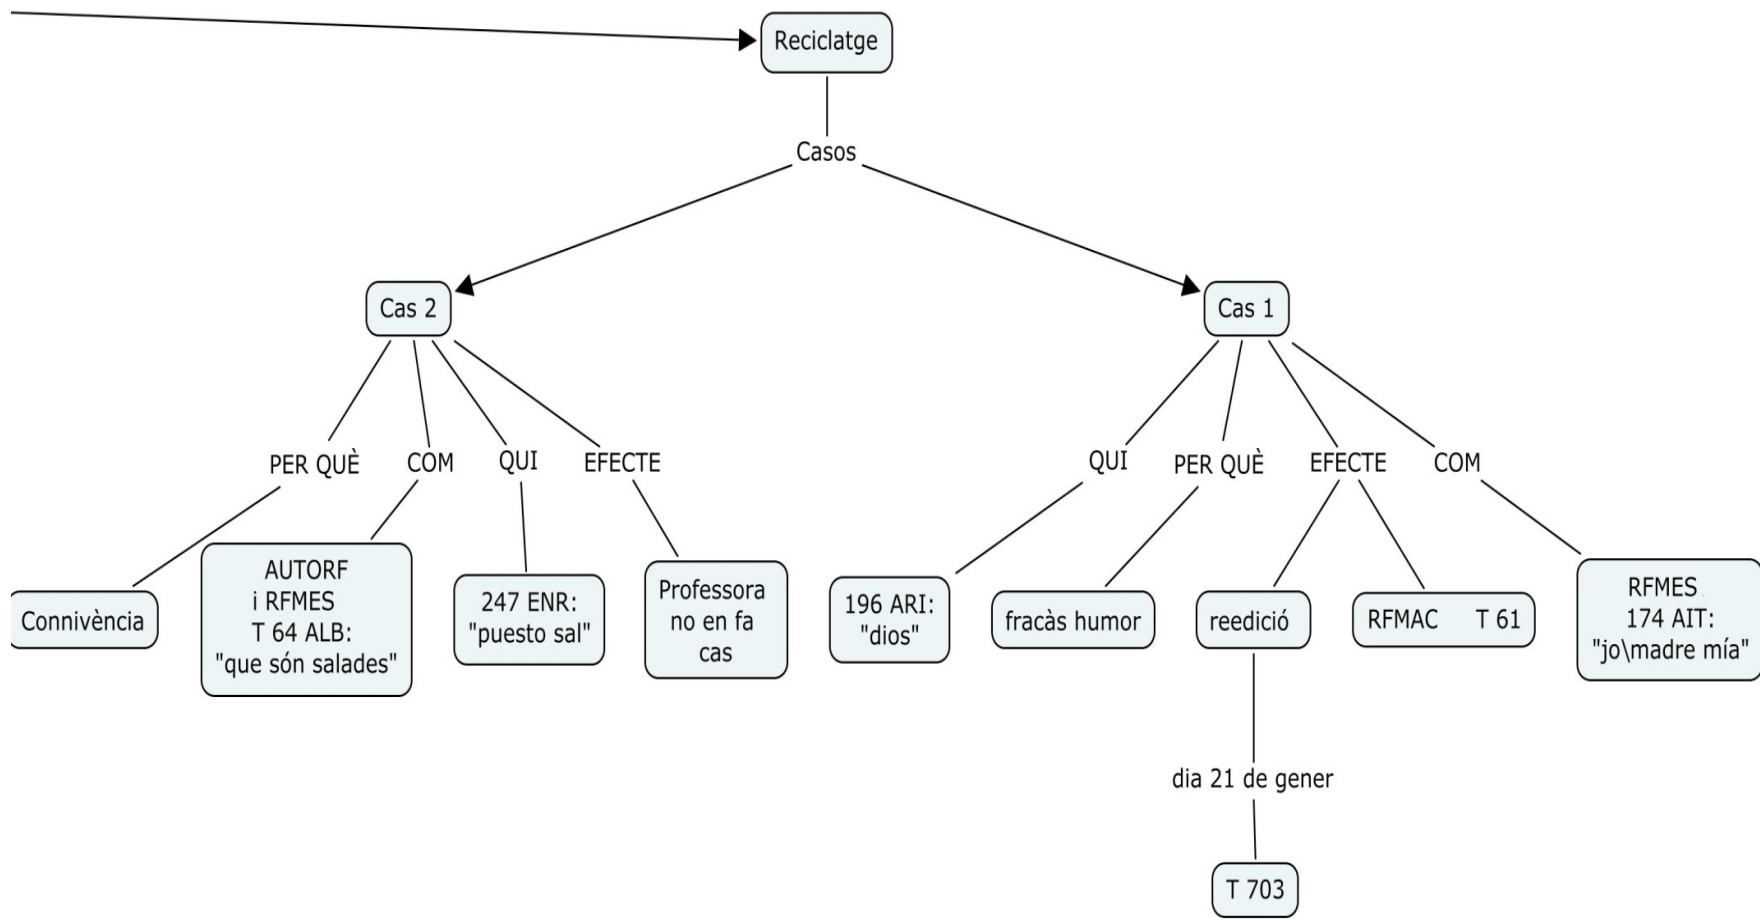 Reciclatge
Casos
Cas 2
Cas 1
PER QUÈ
COM
QUI
EFECTE
QUI
PER QUÈ
EFECTE
COM
Connivència
AUTORF
i RFMES
T 64 ALB:
"que són salades"
247 ENR:
"puesto sal"
Professora
no en fa
cas
196 ARI:
"dios"
fracàs humor
reedició
RFMAC T 61
RFMES
174 AIT:
"jo\madre mía"
dia 21 de gener
T 703